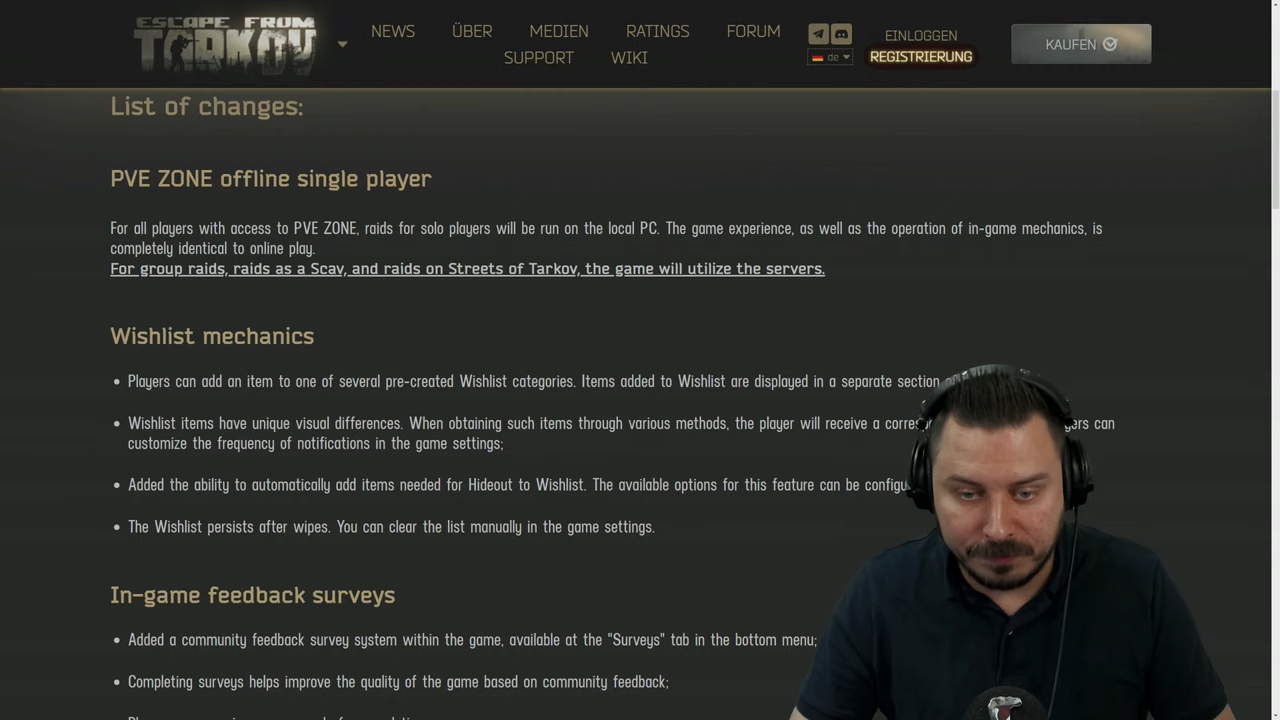 ESCAPE FROM
TARKOV
NEWS ÜBER MEDIEN RATINGS FORUM
SUPPORT WIKI
de
EINLOGGEN
REGISTRIERUNG
KAUFEN
List of changes:
PVE ZONE offline single player
For all players with access to PVE ZONE, raids for solo players will be run on the local PC. The game experience, as well as the operation of in-game mechanics, is
completely identical to online play.
For group raids, raids as a Scav, and raids on Streets of Tarkov, the game will utilize the servers.
Wishlist mechanics
• Players can add an item to one of several pre-created Wishlist categories. Items added to Wishlist are displayed in a separate section
• Wishlist items have unique visual differences. When obtaining such items through various methods, the player will receive a can
customize the frequency of notifications in the game settings;
• Added the ability to automatically add items needed for Hideout to Wishlist. The available options for this feature can be
• The Wishlist persists after wipes. You can clear the list manually in the game settings.
In-game feedback surveys
• Added a community feedback survey system within the game, available at the "Surveys" tab in the bottom menu;
• Completing surveys helps improve the quality of the game based on community feedback;